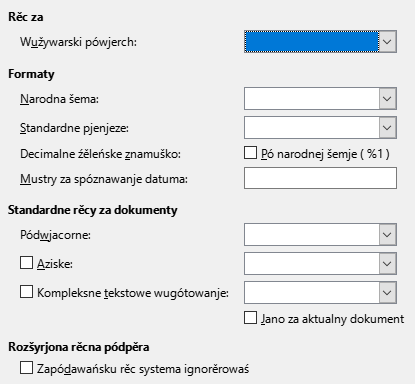 Rěc za
Wužywarski pówjerch:
Formaty
Narodna šema:
Standardne pjenjeze:
Decimalne źěleńske znamuško:
Pó narodnej šemje ( %1 )
Mustry za spóznawanje datuma:
Standardne rěcy za dokumenty
Pódwjacorne:
Aziske:
Kompleksne tekstowe wugótowanje:
Jano za aktualny dokument
Rozšyrjona rěcna pódpěra
Zapódawańsku rěc systema ignorěrowaś